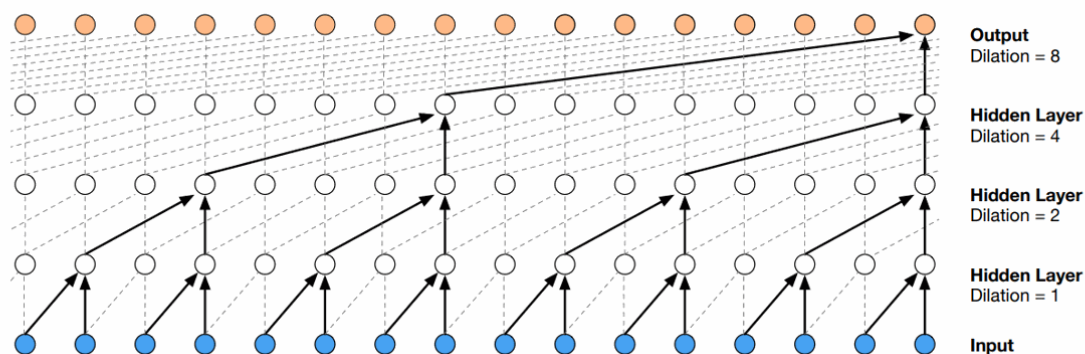 Output
Dilation = 8
Hidden Layer
Dilation = 4
Hidden Layer
Dilation = 2
Hidden Layer
Dilation = 1
Input